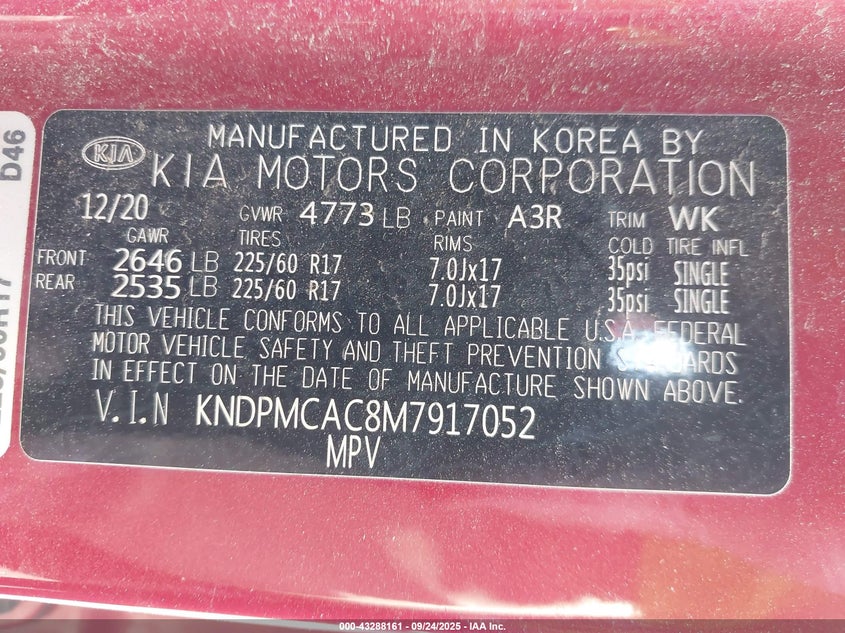 D46
MANUFACTURED IN KOREA BY
KIA KIA MOTORS CORPORATION
12/20 GVWR 4773 LB PAINT A3R TRIM WK
GAWR TIRES RIMS COLD TIRE INFL
FRONT 2646 LB 225/60 R17 7.0Jx17 35psi SINGLE
REAR 2535 LB 225/60 R17 7.0Jx17 35psi SINGLE
THIS VEHICLE CONFORMS TO ALL APPLICABLE U.S.A. FEDERAL
MOTOR VEHICLE SAFETY AND THEFT PREVENTION STANDARDS
IN EFFECT ON THE DATE OF MANUFACTURE SHOWN ABOVE.
V.I.N KNDPMCAC8M7917052
MPV
000-43288161 - 09/24/2025 - IAA Inc.